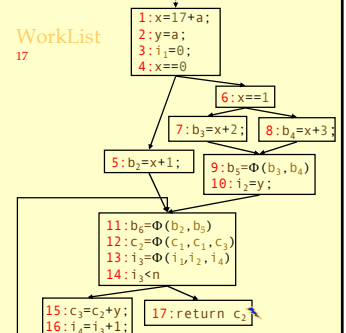 WorkList
17
1:x=17+a;
2:y=a;
3:i₁=0;
4:x==0
6:x==1
7:b₃=x+2;
8:b₄=x+3;
5:b₂=x+1;
9:b₅=Φ(b₃,b₄)
10:i₂=y;
11:b₆=Φ(b₂,b₅)
12:c₂=Φ(c₁,c₁,c₃)
13:i₃=Φ(i₁,i₂,i₄)
14:i₃<n
15:c₃=c₂+y;
16:i₄=i₃+1;
17:return c₂